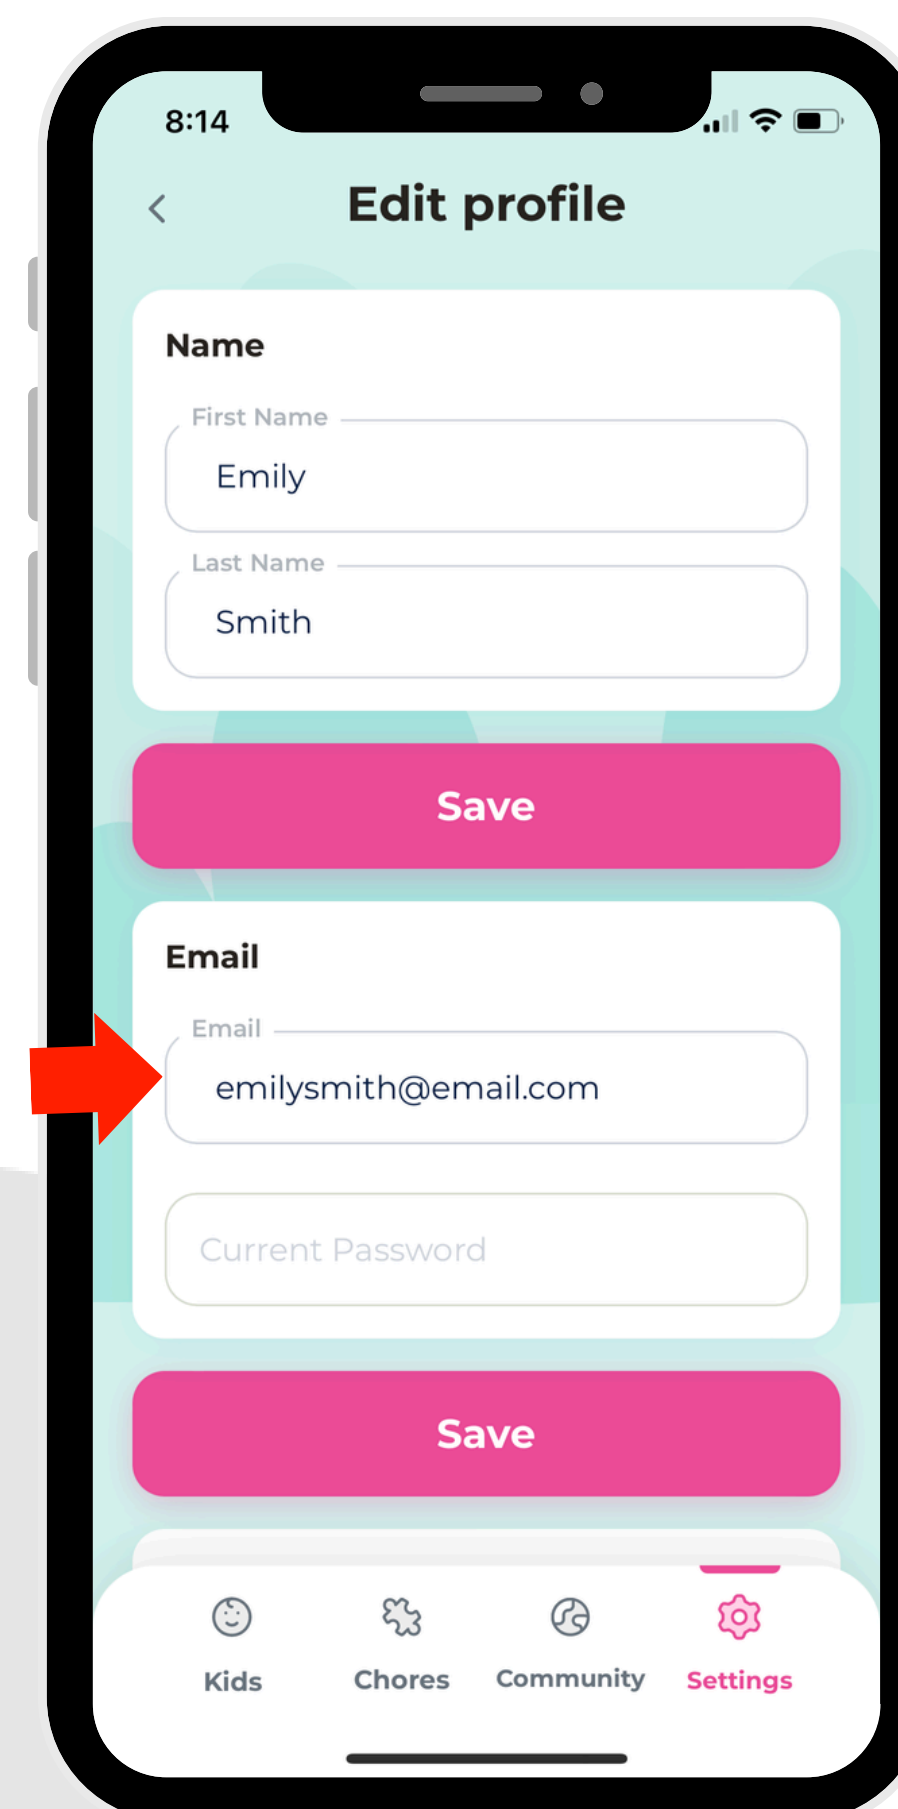 8:14
Edit profile
Name
First Name
Emily
Last Name
Smith
Save
Email
Email
emilysmith@email.com
Current Password
Save
Kids Chores Community Settings